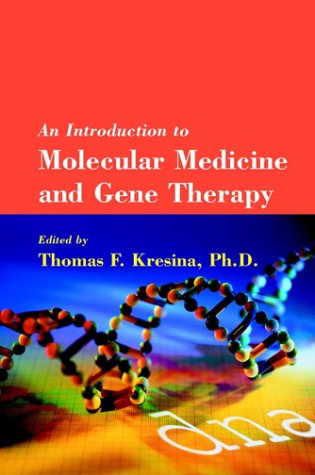 An Introduction to
Molecular Medicine
and Gene Therapy
Edited by
Thomas F. Kresina, Ph.D.
dna